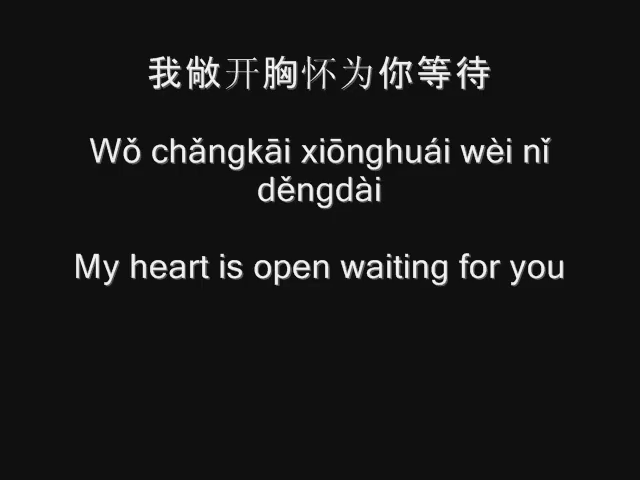 我敞开胸怀为你等待
Wǒ chǎngkāi xiōnghuái wèi nǐ
děngdài
My heart is open waiting for you